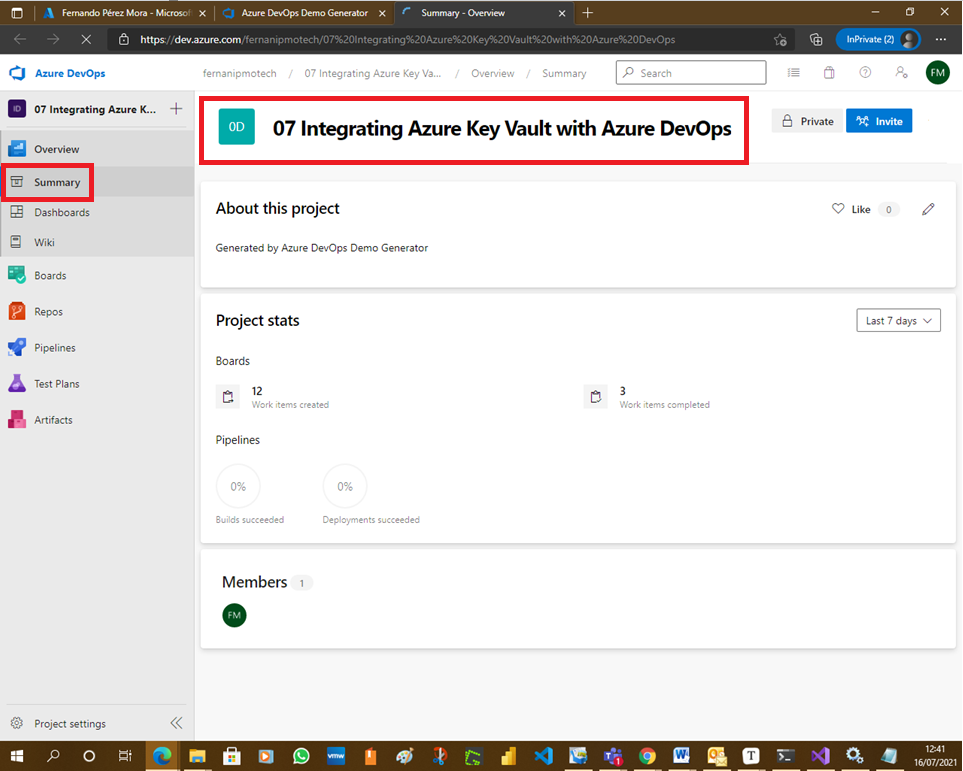 Fernando Pérez Mora - Microsoft
Azure DevOps Demo Generator
Summary - Overview
https://dev.azure.com/fernanipmotech/07%20Integrating%20Azure%20Key%20Vault%20with%20Azure%20DevOps
InPrivate (2)
Azure DevOps
fernanipmotech / 07 Integrating Azure Key Va... / Overview / Summary
Search
FM
ID
07 Integrating Azure K...
0D
07 Integrating Azure Key Vault with Azure DevOps
Private
Invite
Overview
Summary
Dashboards
Wiki
Boards
Repos
Pipelines
Test Plans
Artifacts
About this project
Like 0
Generated by Azure DevOps Demo Generator
Project stats
Last 7 days
Boards
12
Work items created
3
Work items completed
Pipelines
0%
Builds succeeded
0%
Deployments succeeded
Members 1
FM
Project settings
vmw
1
T
12:41
16/07/2021